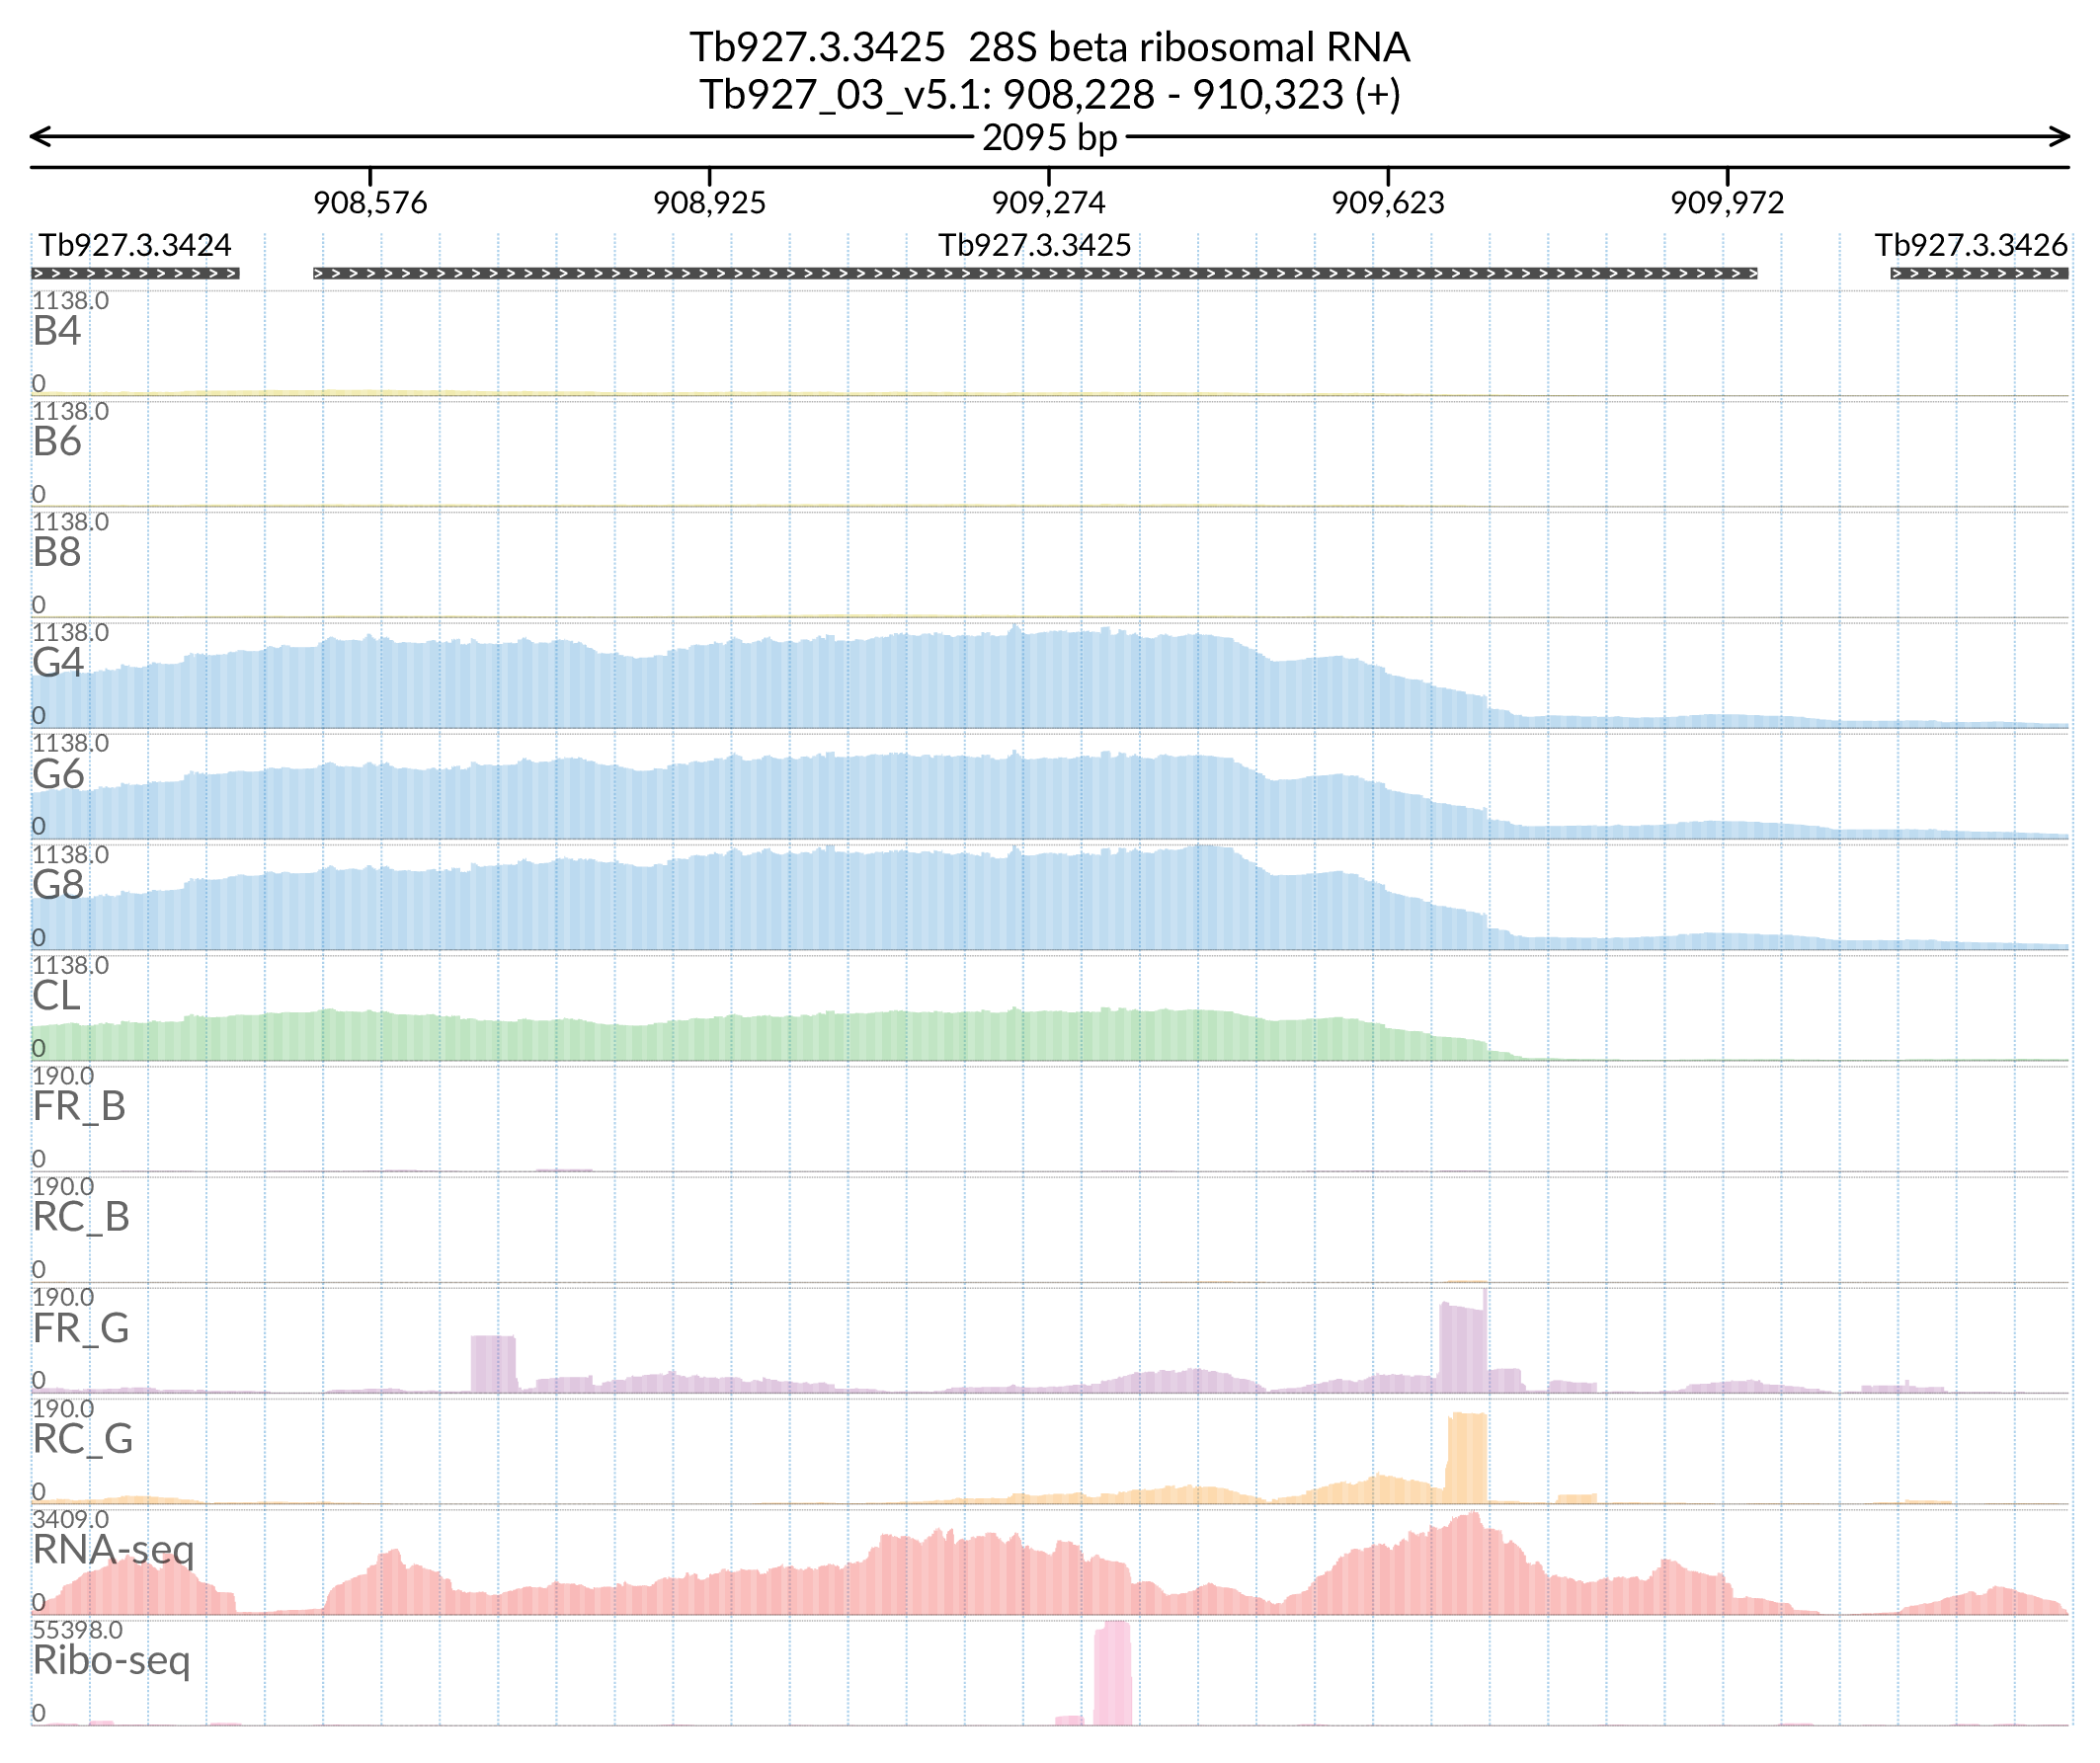 Tb927.3.3425  28S beta ribosomal RNA
Tb927_03_v5.1: 908,228 - 910,323 (+)
2095 bp
908,576 908,925 909,274 909,623 909,972
Tb927.3.3424 Tb927.3.3425 Tb927.3.3426
1138.0
B4
0
1138.0
B6
0
1138.0
B8
0
1138.0
G4
0
1138.0
G6
0
1138.0
G8
0
1138.0
CL
0
190.0
FR_B
0
190.0
RC_B
0
190.0
FR_G
0
190.0
RC_G
0
3409.0
RNA-seq
0
55398.0
Ribo-seq
0